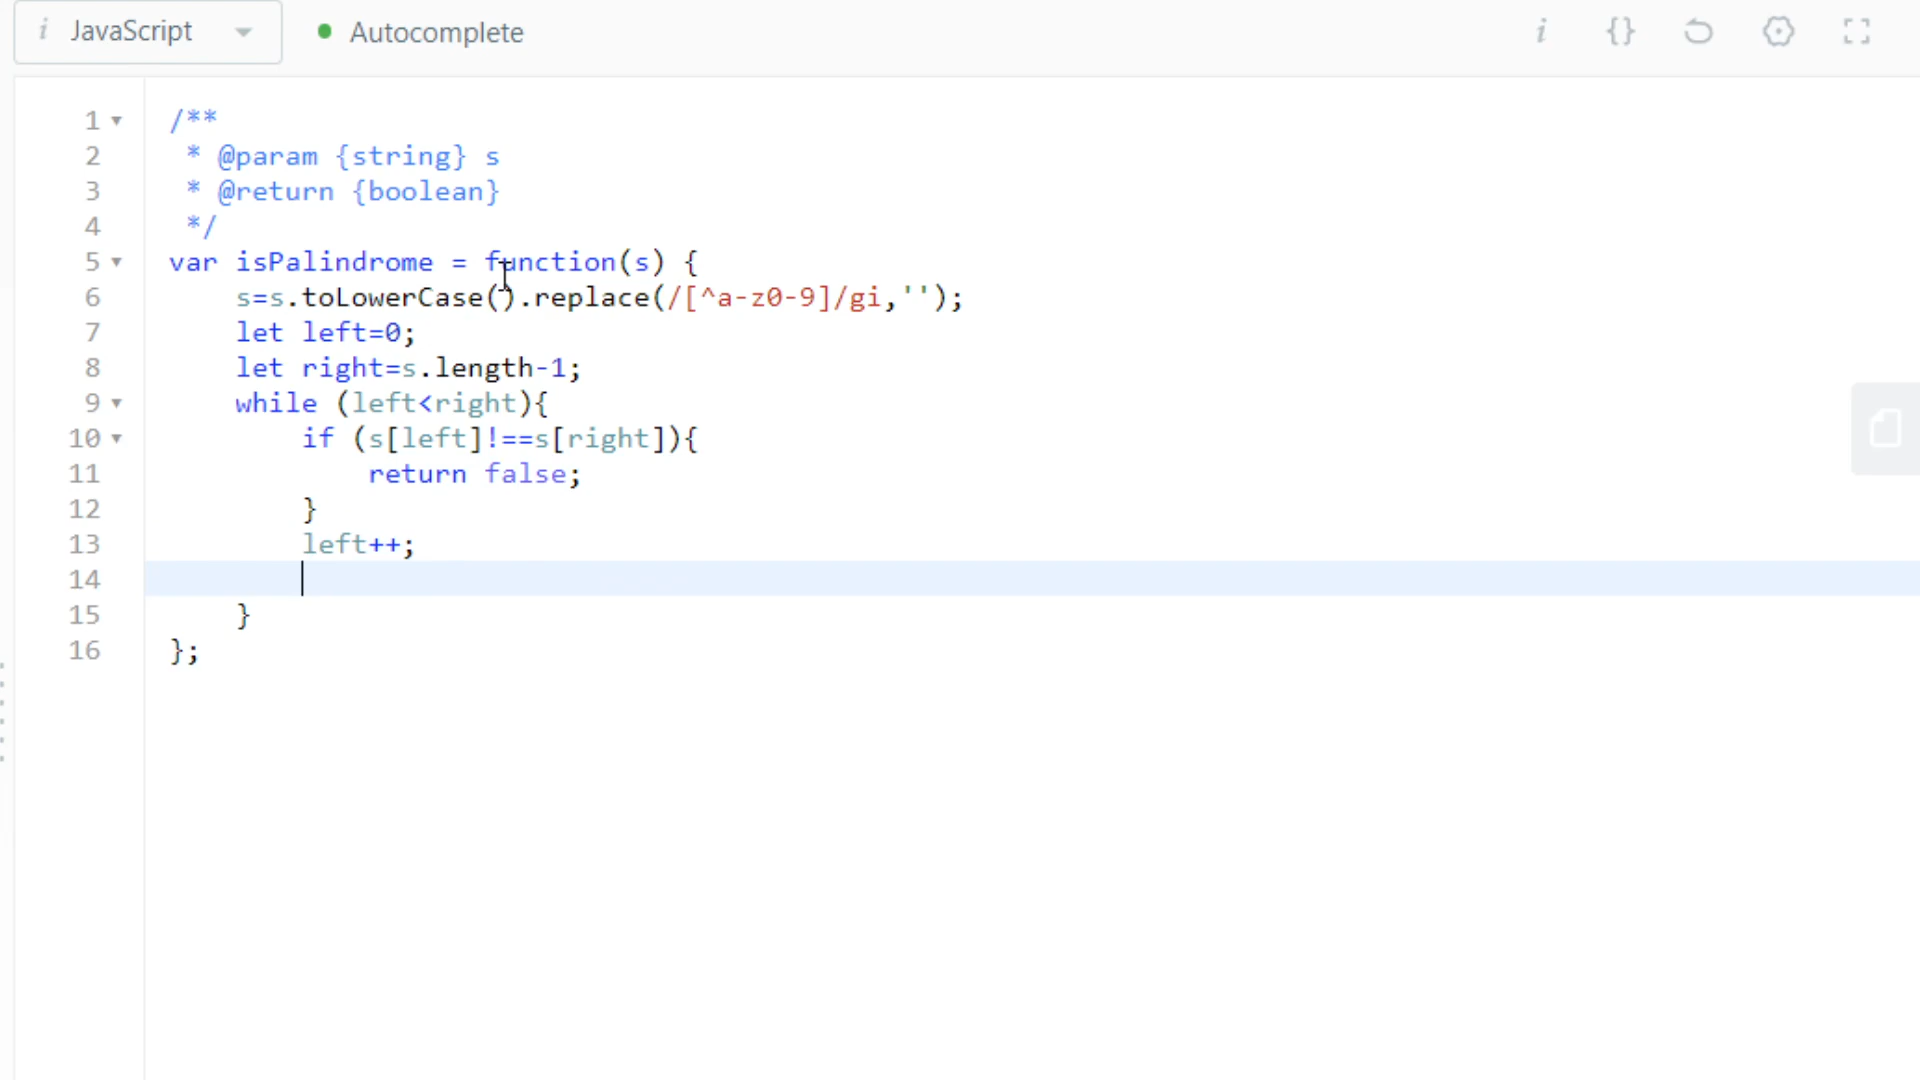 i JavaScript Autocomplete i {}
1 /**
2  * @param {string} s
3  * @return {boolean}
4  */
5 var isPalindrome = function(s) {
6     s=s.toLowerCase().replace(/[^a-z0-9]/gi,'');
7     let left=0;
8     let right=s.length-1;
9     while (left<right){
10         if (s[left]!==s[right]){
11             return false;
12         }
13         left++;
14
15     }
16 };